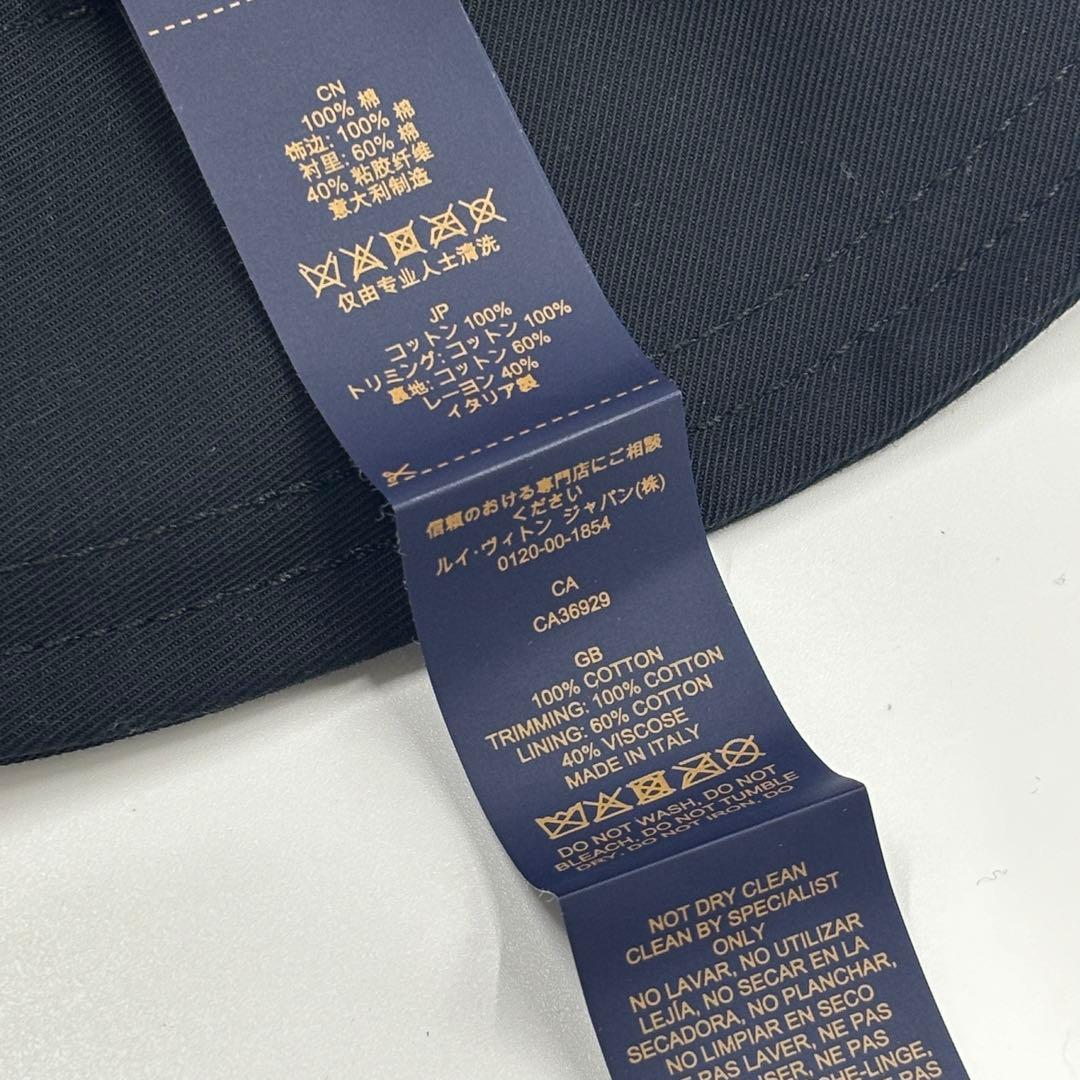 CN
100% 棉
饰边: 100% 棉
衬里: 60% 棉
40% 粘胶纤维
意大利制造
仅由专业人士清洗
JP
コットン 100%
トリミング: コットン 100%
裏地: コットン 60%
レーヨン 40%
イタリア製
信頼のおける専門店にご相談
ください
ルイ・ヴィトン ジャパン(株)
0120-00-1854
CA
CA36929
GB
100% COTTON
TRIMMING: 100% COTTON
LINING: 60% COTTON
40% VISCOSE
MADE IN ITALY
DO NOT WASH, DO NOT
BLEACH, DO NOT TUMBLE
DRY, DO NOT IRON, DO
NOT DRY CLEAN
CLEAN BY SPECIALIST
ONLY
NO LAVAR, NO UTILIZAR
LEJÍA, NO SECAR EN LA
SECADORA, NO PLANCHAR,
NO LIMPIAR EN SECO
PAS LAVER, NE PAS
NE PAS
PAS